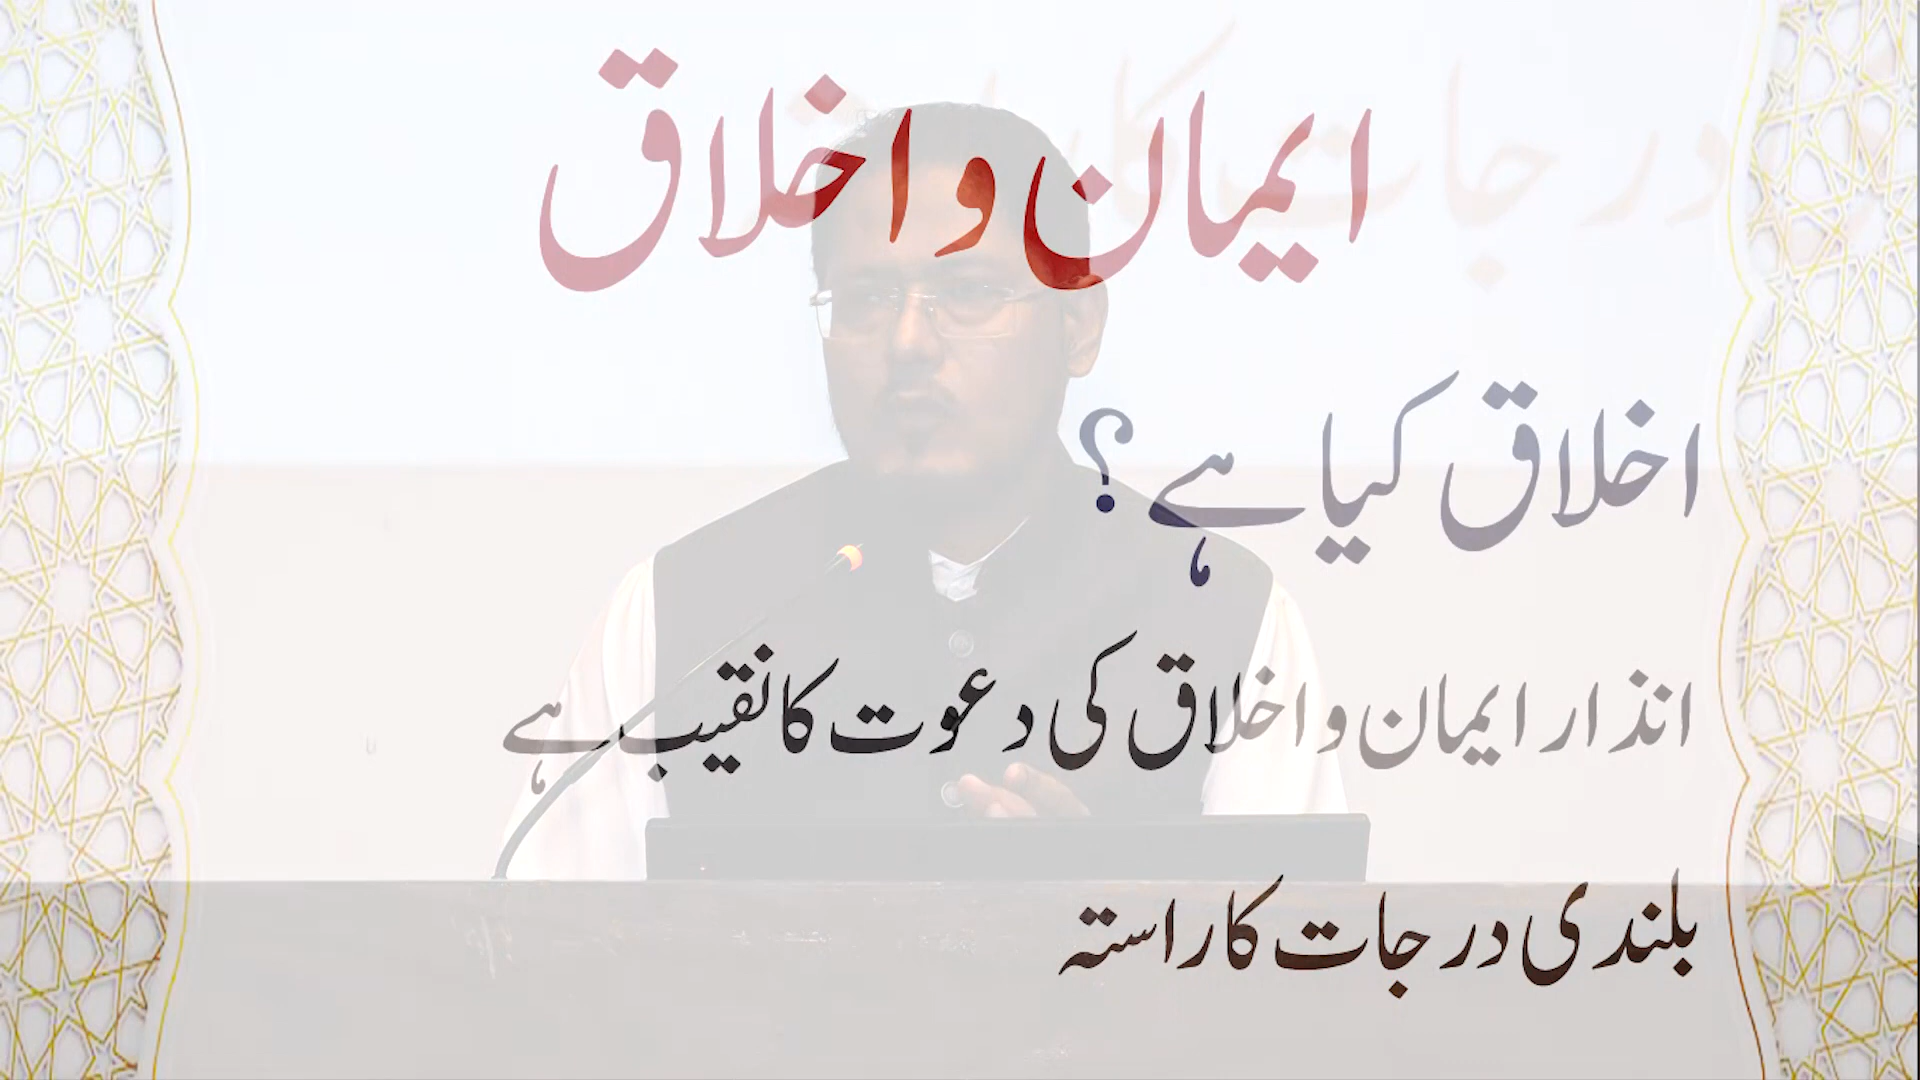 ایمان و اخلاق
اخلاق کیا ہے؟
انذار ایمان و اخلاق کی دعوت کا نقیب ہے
بلندی درجات کا راستہ